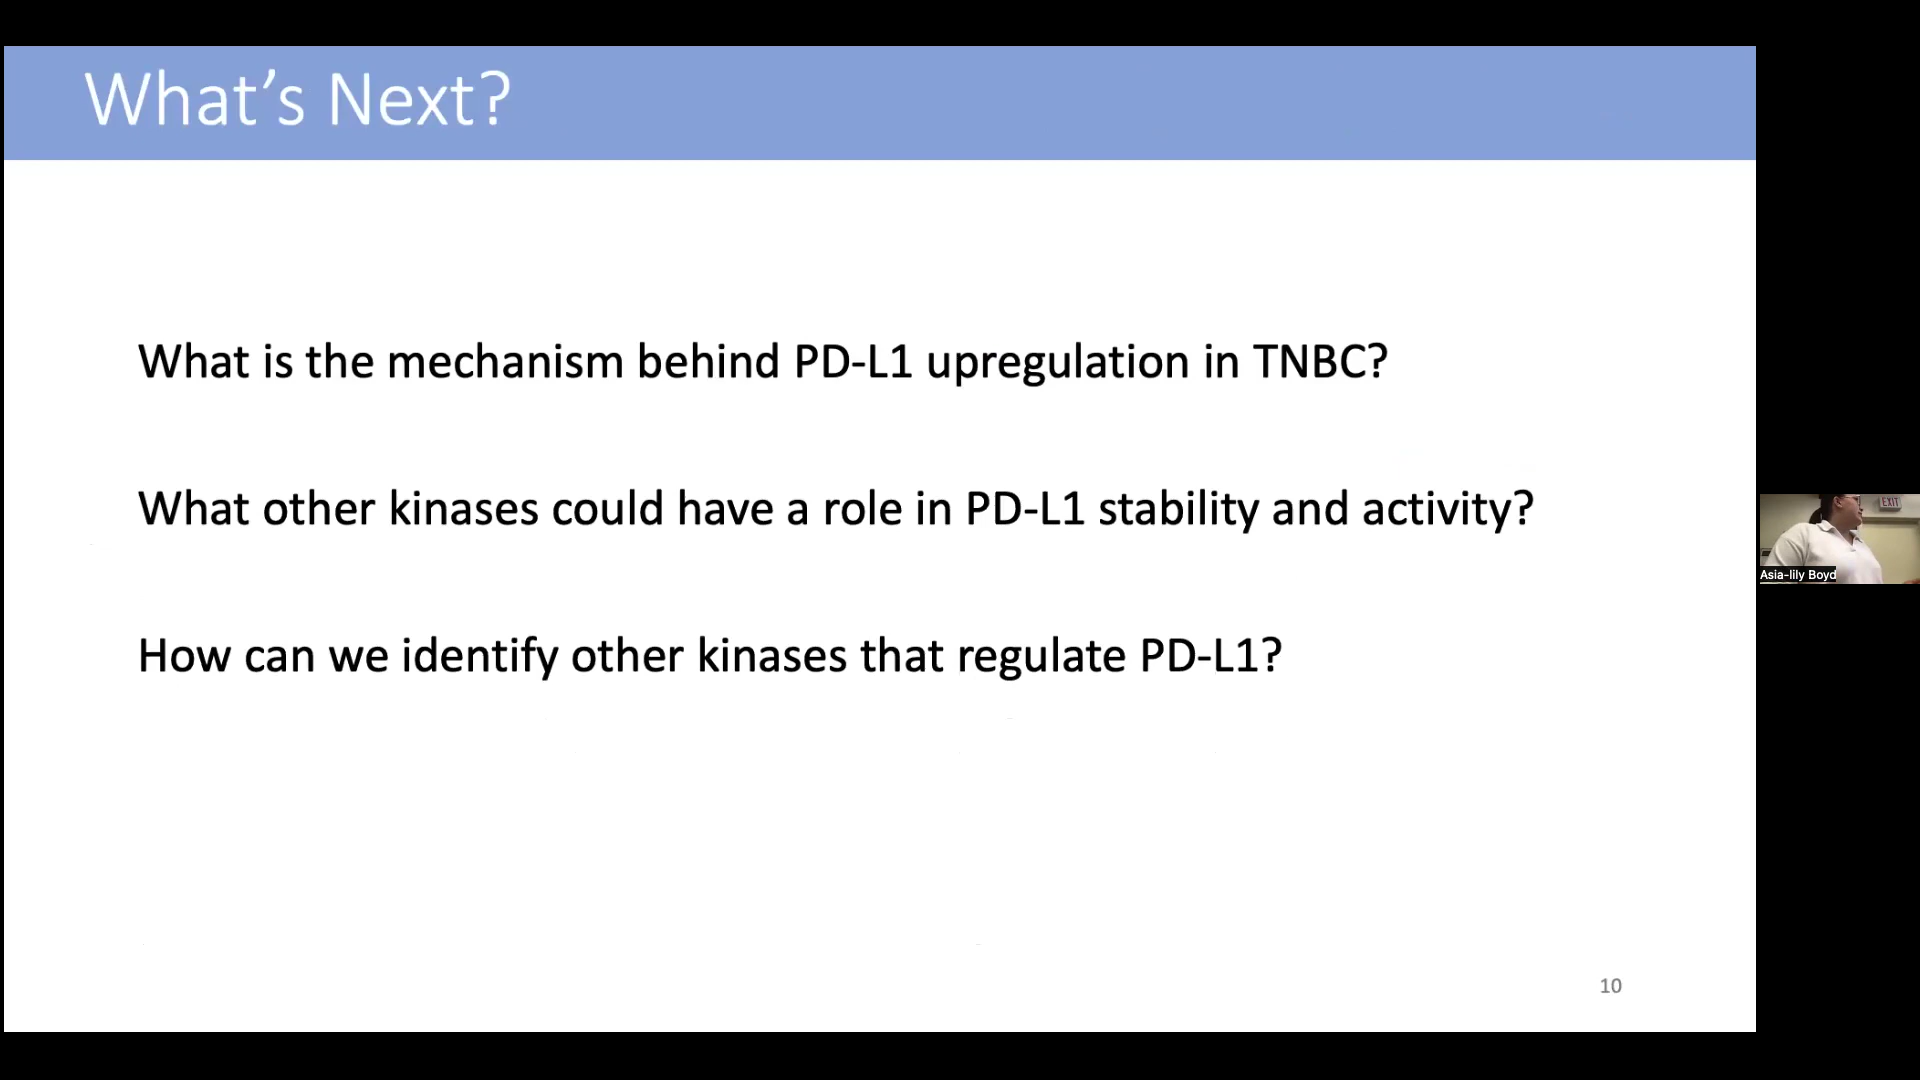 What’s Next?
What is the mechanism behind PD-L1 upregulation in TNBC?
What other kinases could have a role in PD-L1 stability and activity?
How can we identify other kinases that regulate PD-L1?
10
EXIT
Asia-lily Boyd